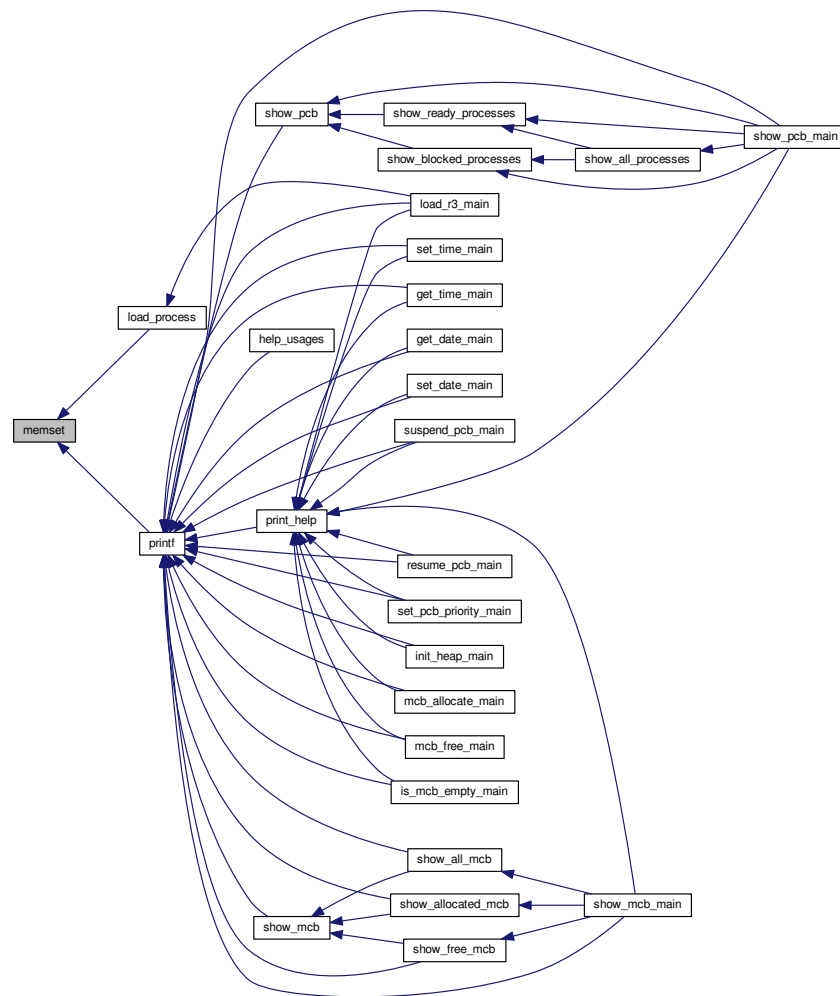 show_pcb
show_ready_processes
show_pcb_main
show_blocked_processes
show_all_processes
load_r3_main
set_time_main
get_time_main
load_process
help_usages
get_date_main
set_date_main
memset
suspend_pcb_main
print_help
printf
resume_pcb_main
set_pcb_priority_main
init_heap_main
mcb_allocate_main
mcb_free_main
is_mcb_empty_main
show_all_mcb
show_allocated_mcb
show_mcb_main
show_mcb
show_free_mcb